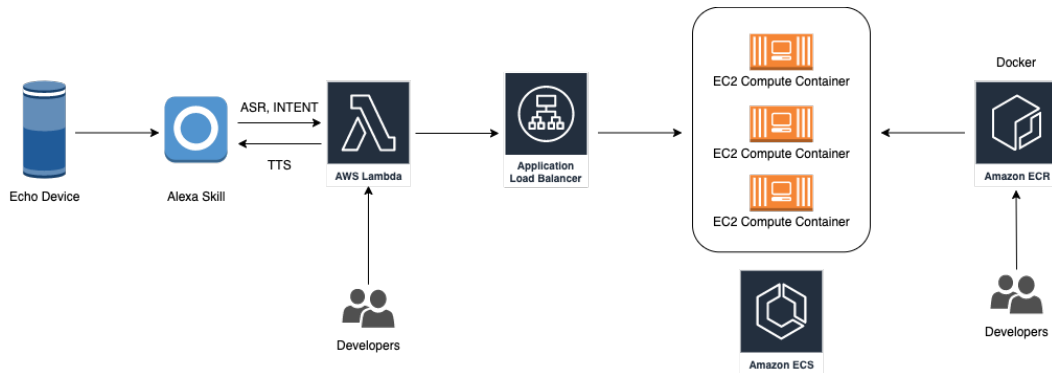 Echo Device
Alexa Skill
ASR, INTENT
TTS
AWS Lambda
Developers
Application
Load Balancer
EC2 Compute Container
EC2 Compute Container
EC2 Compute Container
Amazon ECS
Docker
Amazon ECR
Developers